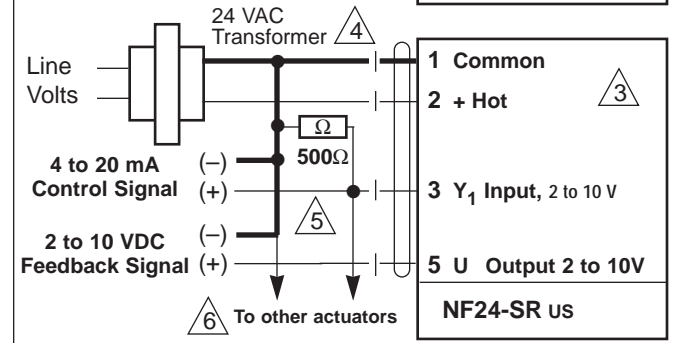 24 VAC
Transformer
4
Line
Volts
1 Common
2 + Hot
3
Ω
500Ω
4 to 20 mA
Control Signal
(–)
(+)
3 Y1 Input, 2 to 10 V
5
2 to 10 VDC
Feedback Signal
(–)
(+)
5 U Output 2 to 10V
6
To other actuators
NF24-SR US